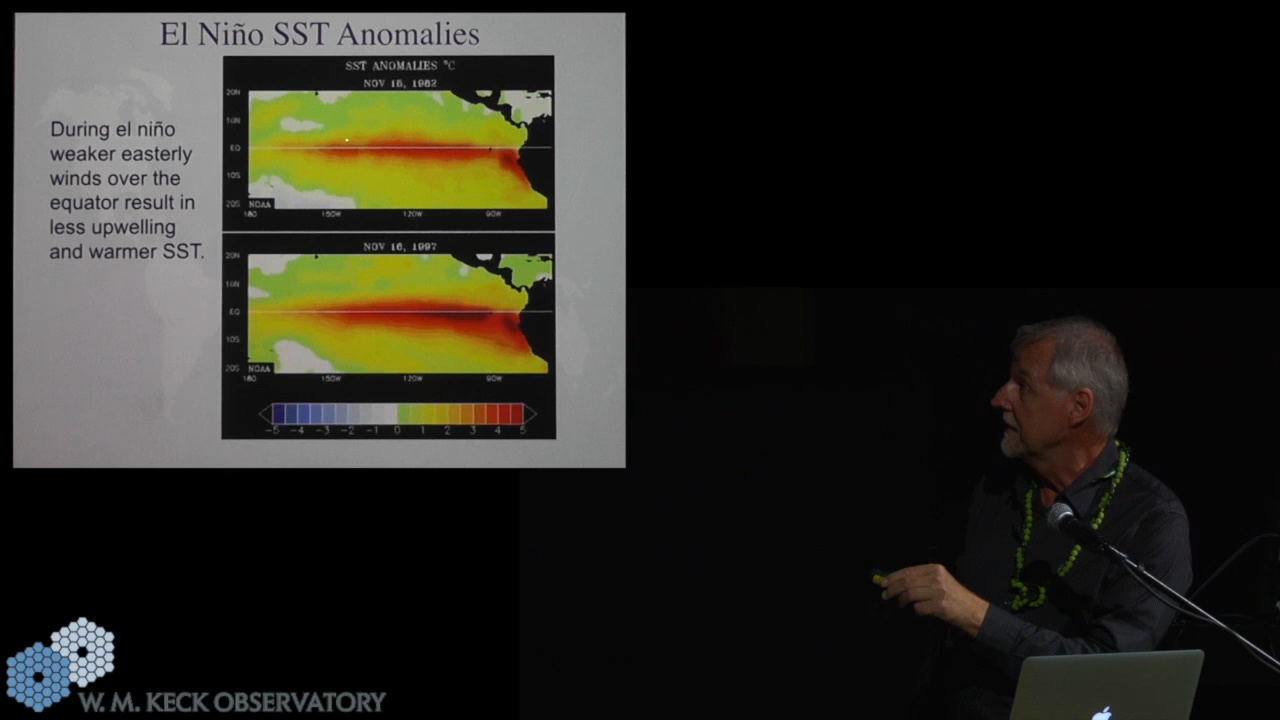 El Niño SST Anomalies
During el niño
weaker easterly
winds over the
equator result in
less upwelling
and warmer SST.
SST ANOMALIES °C
NOV 16, 1982
20N
10N
EQ
10S
20S
NOAA
180 150W 120W 90W
NOV 16, 1997
20N
10N
EQ
10S
20S
NOAA
180 150W 120W 90W
-5 -4 -3 -2 -1 0 1 2 3 4 5
W. M. KECK OBSERVATORY